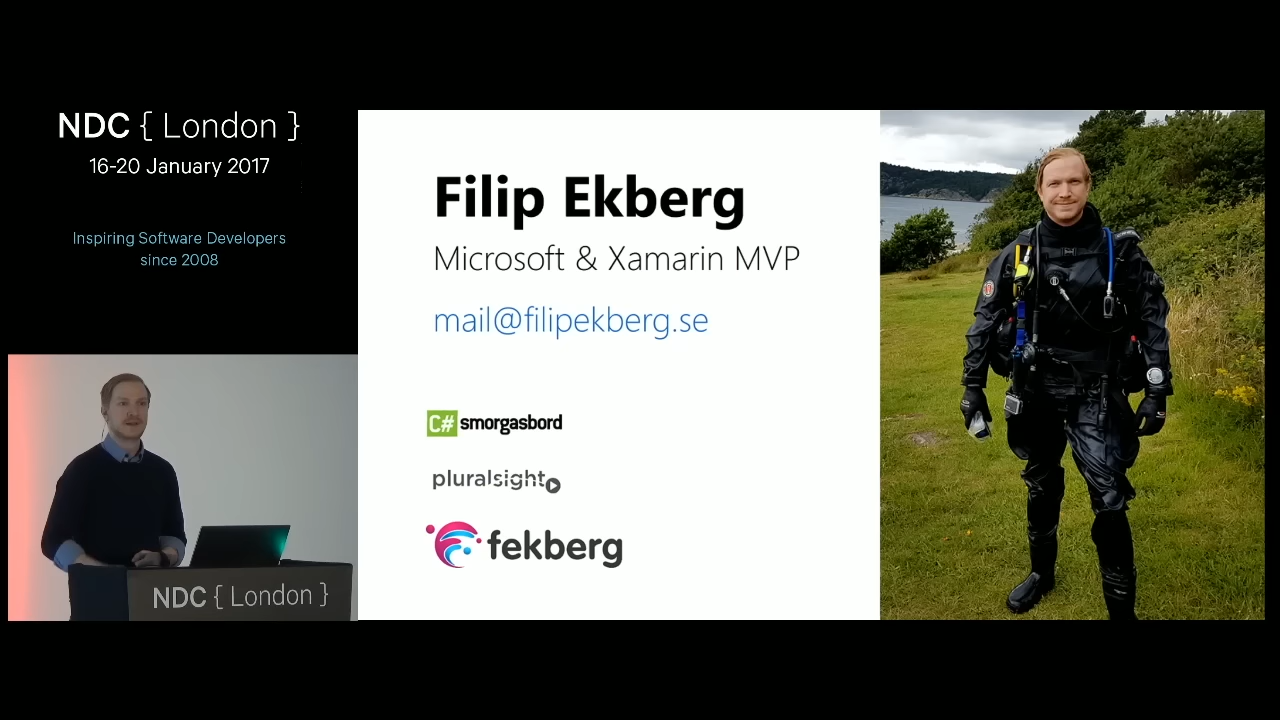 NDC { London }
16-20 January 2017
Inspiring Software Developers
since 2008
Filip Ekberg
Microsoft & Xamarin MVP
mail@filipekberg.se
C# smorgasbord
pluralsight
fekberg
NDC { London }